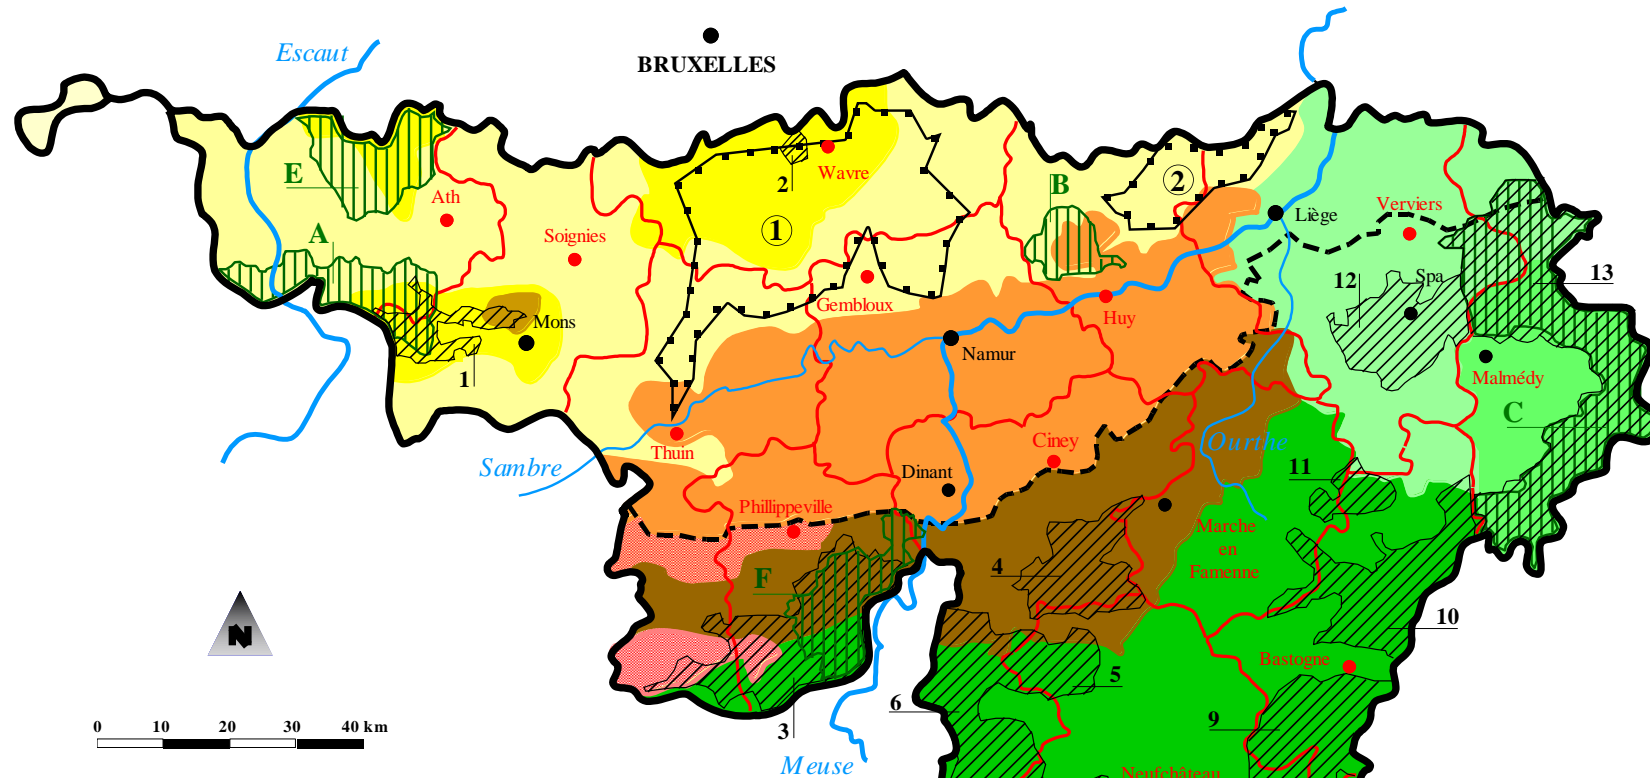 Escaut
BRUXELLES
E
Ath
A
Soignies
2
Wavre
1
B
2
Liège
Verviers
13
12
Spa
Gembloux
Huy
Mons
1
Namur
Malmédy
C
Thuin
Sambre
Ciney
Dinant
Ourthe
11
Phillippeville
Marche
en
Famenne
F
4
N
10
Bastogne
5
6
9
3
0 10 20 30 40 km
Meuse
Neufchâteau